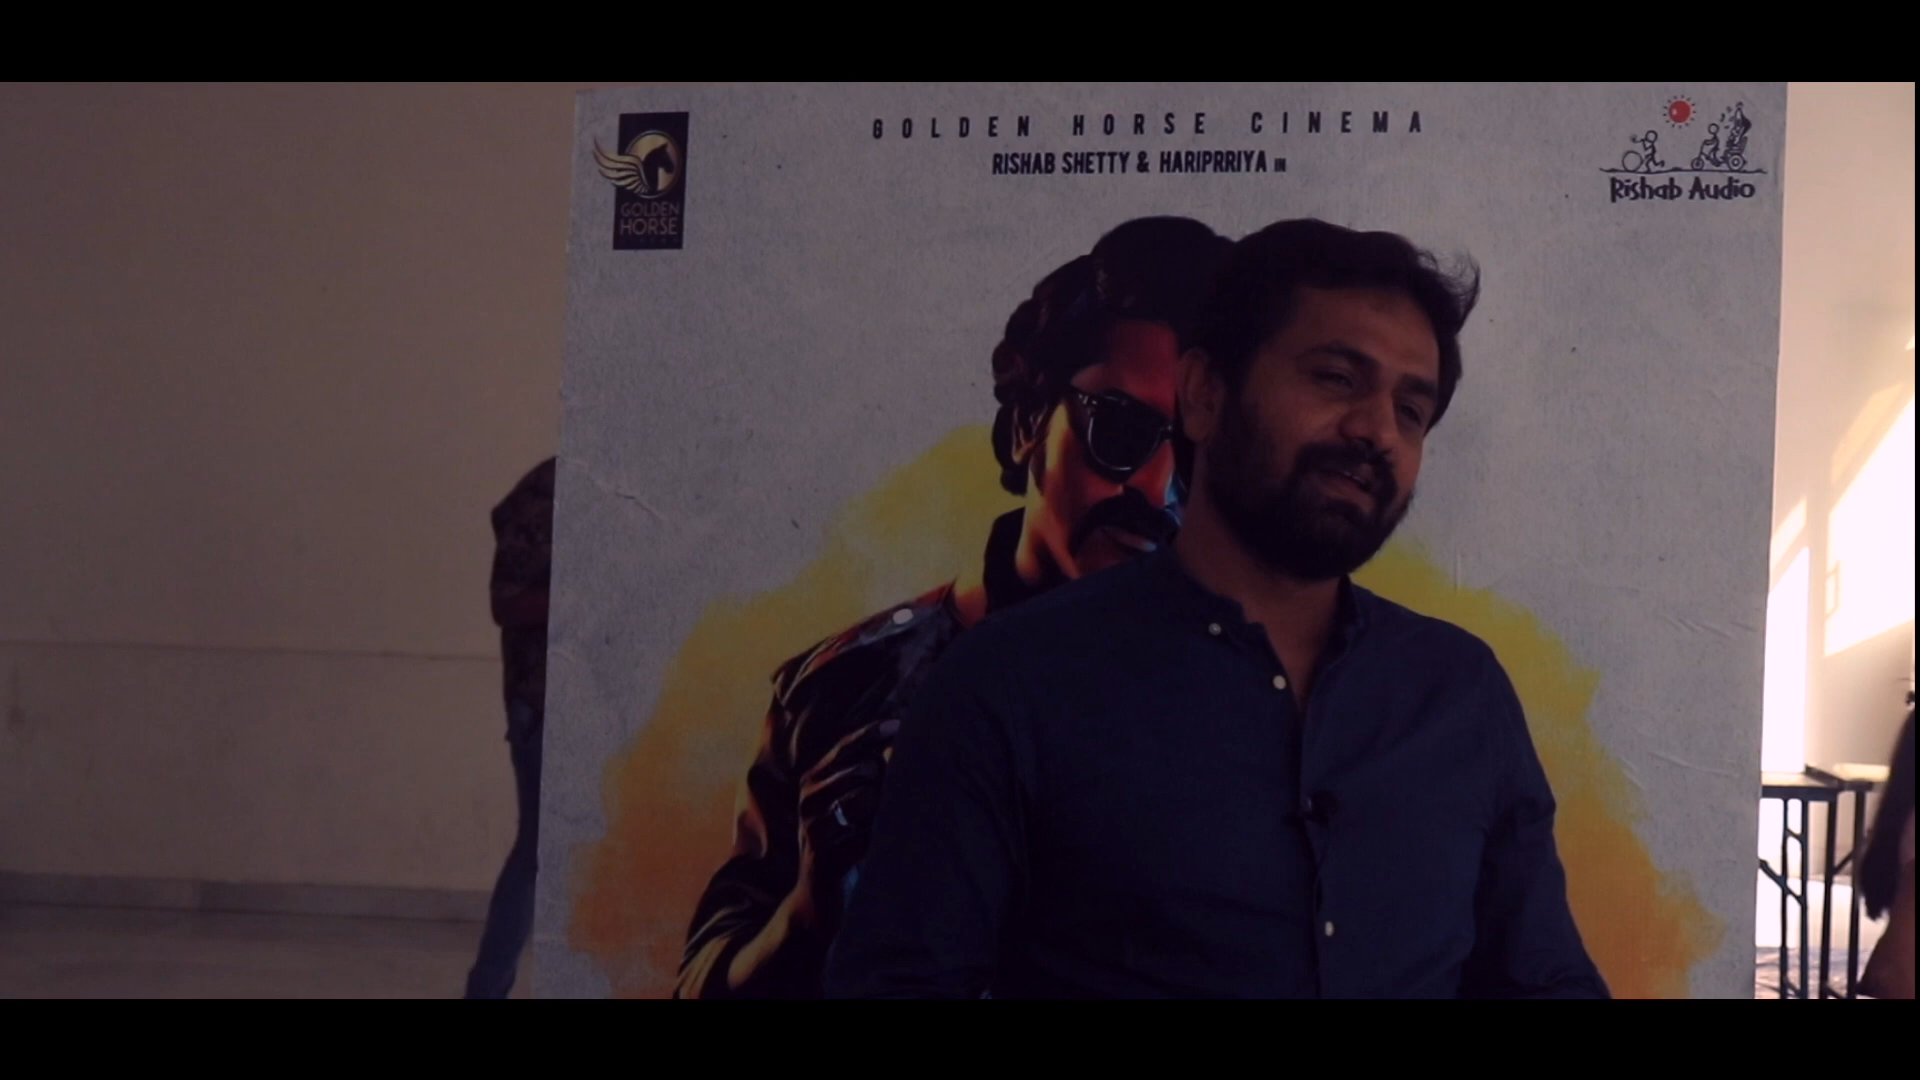 GOLDEN HORSE CINEMA
RISHAB SHETTY & HARIPRRIYA IN
GOLDEN
HORSE
Rishab Audio